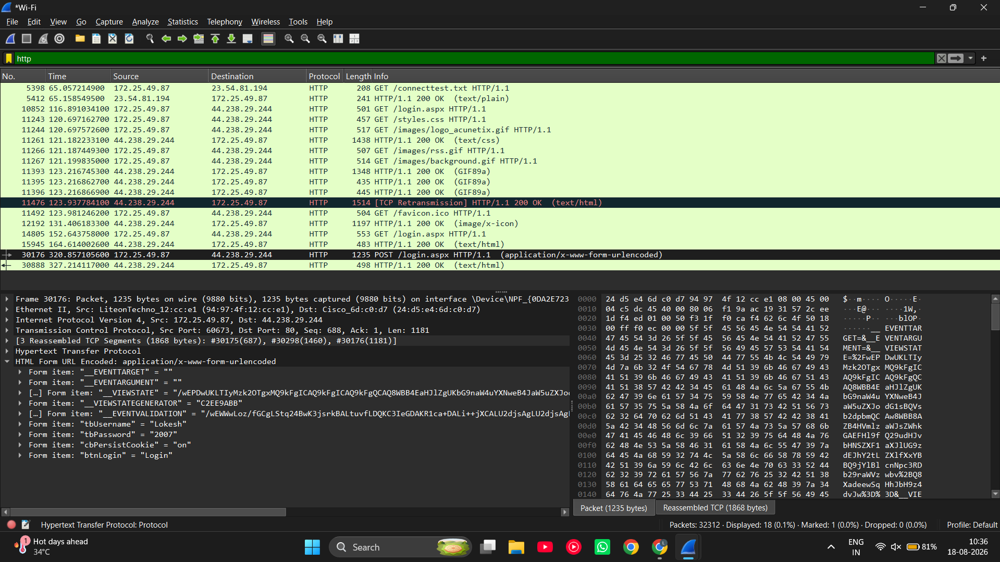 *Wi-Fi
File Edit View Go Capture Analyze Statistics Telephony Wireless Tools Help
http
No. Time Source Destination Protocol Length Info
5398 65.057214900 172.25.49.87 23.54.81.194 HTTP 208 GET /connecttest.txt HTTP/1.1
5412 65.158549500 23.54.81.194 172.25.49.87 HTTP 241 HTTP/1.1 200 OK (text/plain)
10852 116.891034100 172.25.49.87 44.238.29.244 HTTP 501 GET /login.aspx HTTP/1.1
11243 120.697162700 172.25.49.87 44.238.29.244 HTTP 457 GET /styles.css HTTP/1.1
11244 120.697572600 172.25.49.87 44.238.29.244 HTTP 517 GET /images/logo_acunetix.gif HTTP/1.1
11261 121.182233100 44.238.29.244 172.25.49.87 HTTP 1438 HTTP/1.1 200 OK (text/css)
11266 121.187449300 172.25.49.87 44.238.29.244 HTTP 507 GET /images/rss.gif HTTP/1.1
11267 121.199835000 172.25.49.87 44.238.29.244 HTTP 514 GET /images/background.gif HTTP/1.1
11393 123.216745300 44.238.29.244 172.25.49.87 HTTP 1348 HTTP/1.1 200 OK (GIF89a)
11395 123.216862700 44.238.29.244 172.25.49.87 HTTP 435 HTTP/1.1 200 OK (GIF89a)
11396 123.216866900 44.238.29.244 172.25.49.87 HTTP 445 HTTP/1.1 200 OK (GIF89a)
11476 123.937784100 44.238.29.244 172.25.49.87 HTTP 1514 [TCP Retransmission] HTTP/1.1 200 OK (text/html)
11492 123.981246200 172.25.49.87 44.238.29.244 HTTP 504 GET /favicon.ico HTTP/1.1
12192 131.406183300 44.238.29.244 172.25.49.87 HTTP 1197 HTTP/1.1 200 OK (image/x-icon)
14805 152.643758000 172.25.49.87 44.238.29.244 HTTP 553 GET /login.aspx HTTP/1.1
15945 164.614002600 44.238.29.244 172.25.49.87 HTTP 483 HTTP/1.1 200 OK (text/html)
30176 320.857105600 172.25.49.87 44.238.29.244 HTTP 1235 POST /login.aspx HTTP/1.1 (application/x-www-form-urlencoded)
30888 327.214117000 44.238.29.244 172.25.49.87 HTTP 498 HTTP/1.1 200 OK (text/html)
Frame 30176: Packet, 1235 bytes on wire (9880 bits), 1235 bytes captured (9880 bits) on interface \Device\NPF_{0DA2E723
Ethernet II, Src: LiteonTechno_12:cc:e1 (94:97:4f:12:cc:e1), Dst: Cisco_6d:c0:d7 (24:d5:e4:6d:c0:d7)
Internet Protocol Version 4, Src: 172.25.49.87, Dst: 44.238.29.244
Transmission Control Protocol, Src Port: 60673, Dst Port: 80, Seq: 688, Ack: 1, Len: 1181
[3 Reassembled TCP Segments (1868 bytes): #30175(687), #30298(1460), #30176(1181)]
Hypertext Transfer Protocol
HTML Form URL Encoded: application/x-www-form-urlencoded
Form item: "__EVENTTARGET" = ""
Form item: "__EVENTARGUMENT" = ""
[…] Form item: "__VIEWSTATE" = "/wEPDwUKLTIyMzk2OTgxMQ9kFgICAQ9kFgICAQ9kFgQCAQ8WBB4EaHJlZgUKbG9naW4uYXNweB4JaW5uZXJo
Form item: "__VIEWSTATEGENERATOR" = "C2EE9ABB"
[…] Form item: "__EVENTVALIDATION" = "/wEWWwLoz/fGCgLStq24BwK3jsrkBALtuvfLDQKC3IeGDAKR1ca+DALi++jXCALU2djsAgLU2djsAg
Form item: "tbUsername" = "Lokesh"
Form item: "tbPassword" = "2007"
Form item: "cbPersistCookie" = "on"
Form item: "btnLogin" = "Login"
0000 24 d5 e4 6d c0 d7 94 97 4f 12 cc e1 08 00 45 00 $··m···· O·····E·
0010 04 c5 dc 45 40 00 80 06 f1 9a ac 19 31 57 2c ee ···E@··· ····1W,·
0020 1d f4 ed 01 00 50 f3 1f f0 ca f4 62 6c 4f 50 18 ·····P·· ···blOP·
0030 00 ff f0 ec 00 00 5f 5f 45 56 45 4e 54 54 41 52 ······__ EVENTTAR
0040 47 45 54 3d 26 5f 5f 45 56 45 4e 54 41 52 47 55 GET=&__E VENTARGU
0050 4d 45 4e 54 3d 26 5f 5f 56 49 45 57 53 54 41 54 MENT=&__ VIEWSTAT
0060 45 3d 25 32 46 77 45 50 44 77 55 4b 4c 54 49 79 E=%2FwEP DwUKLTIy
0070 4d 7a 6b 32 4f 54 67 78 4d 51 39 6b 46 67 49 43 Mzk2OTgx MQ9kFgIC
0080 41 51 39 6b 46 67 49 43 41 51 39 6b 46 67 51 43 AQ9kFgIC AQ9kFgQC
0090 41 51 38 57 42 42 34 45 61 48 4a 6c 5a 67 55 4b AQ8WBB4E aHJlZgUK
00a0 62 47 39 6e 61 57 34 75 59 58 4e 77 65 42 34 4a bG9naW4u YXNweB4J
00b0 61 57 35 75 5a 58 4a 6f 64 47 31 73 42 51 56 73 aW5uZXJo dG1sBQVs
00c0 62 32 64 70 62 6d 51 43 41 77 38 57 42 42 38 41 b2dpbmQC Aw8WBB8A
00d0 5a 42 34 48 56 6d 6c 7a 61 57 4a 73 5a 57 68 6b ZB4HVmlz aWJsZWhk
00e0 47 41 45 46 48 6c 39 66 51 32 39 75 64 48 4a 76 GAEFHl9f Q29udHJv
00f0 62 48 4e 53 5a 58 46 31 61 58 4a 6c 55 47 39 7a bHNSZXF1 aXJlUG9z
0100 64 45 4a 68 59 32 74 4c 5a 58 6c 66 58 78 59 42 dEJhY2tL ZXlfXxYB
0110 42 51 39 6a 59 6c 42 6c 63 6e 4e 70 63 33 52 44 BQ9jYlBl cnNpc3RD
0120 62 32 39 72 61 57 56 7a 77 62 76 25 32 42 51 38 b29raWVz wbv%2BQ8
0130 58 61 64 65 65 77 53 71 48 68 4a 62 48 39 7a 34 XadeewSq HhJbH9z4
0140 64 76 4a 77 25 33 44 25 33 44 26 5f 5f 56 49 45 dvJw%3D% 3D&__VIE
Packet (1235 bytes) Reassembled TCP (1868 bytes)
Hypertext Transfer Protocol: Protocol
Packets: 32312 · Displayed: 18 (0.1%) · Marked: 1 (0.0%) · Dropped: 0 (0.0%)
Profile: Default
1
Hot days ahead
34°C
Search
L
ENG
IN
81%
10:36
18-08-2026